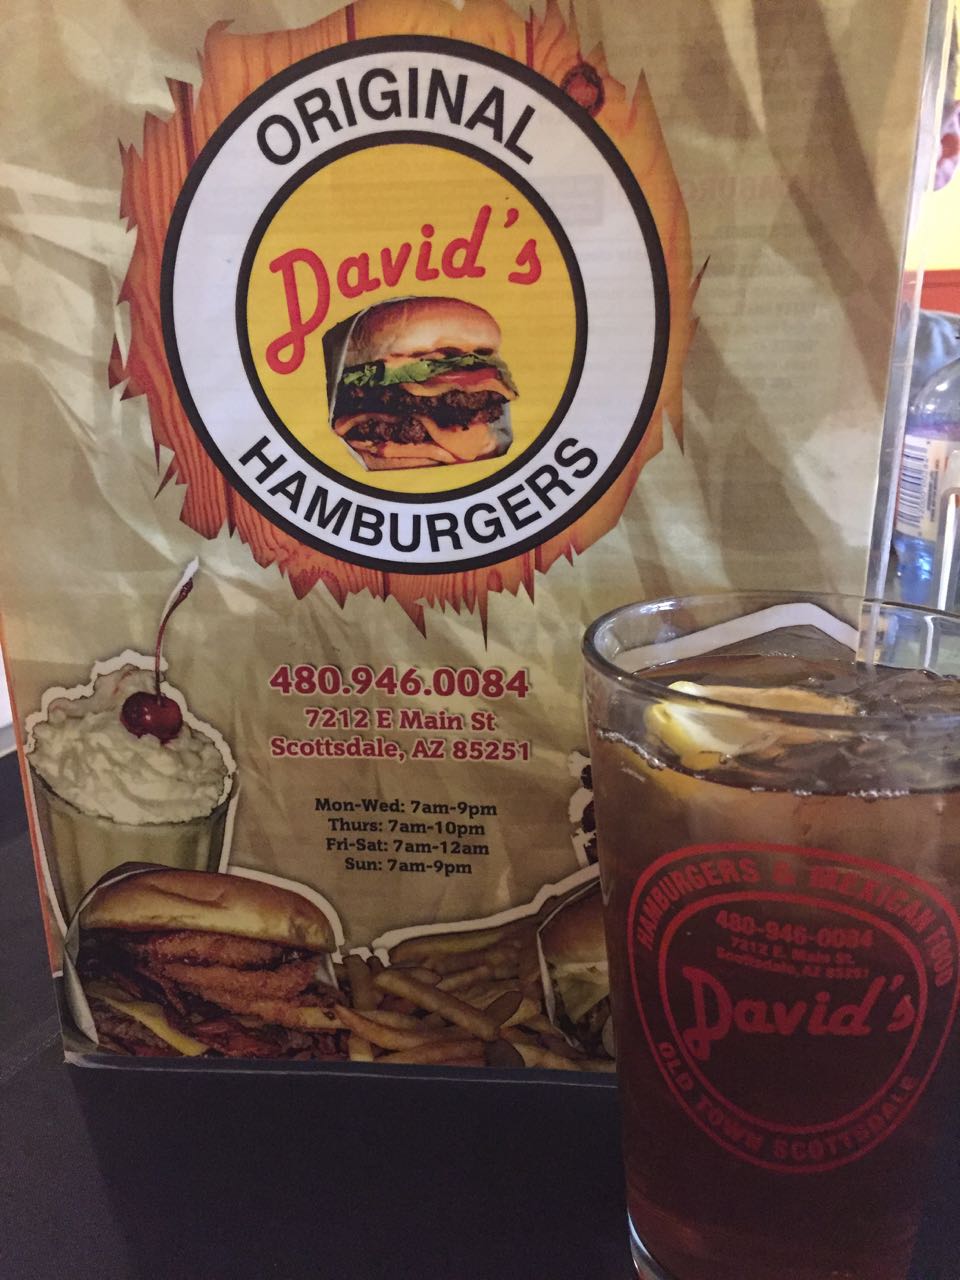 ORIGINAL
David's
HAMBURGERS
480.946.0084
7212 E Main St
Scottsdale, AZ 85251
Mon-Wed: 7am-9pm
Thurs: 7am-10pm
Fri-Sat: 7am-12am
Sun: 7am-9pm
HAMBURGERS & MEXICAN FOOD
480-946-0084
7212 E. Main St.
Scottsdale, AZ 85251
David's
OLD TOWN SCOTTSDALE